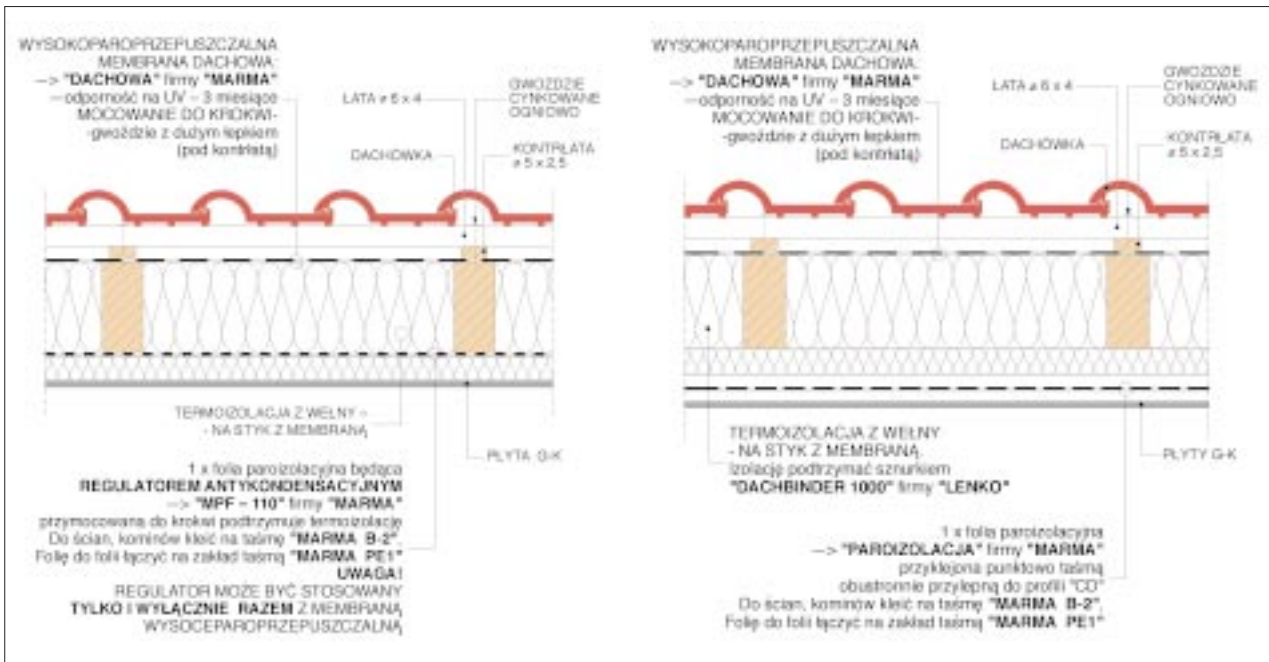 WYSOKOPAROPRZEPUSZCZALNA
MEMBRANA DACHOWA:
—> "DACHOWA" firmy "MARMA"
—odporność na UV – 3 miesiące
MOCOWANIE DO KROKWI-
-gwoździe z dużym łepkiem
(pod kontrłatą)
ŁATA ø 6 x 4
GWOŹDZIE
CYNKOWANE
OGNIOWO
DACHÓWKA
KONTRŁATA
ø 5 x 2,5
TERMOIZOLACJA Z WEŁNY –
- NA STYK Z MEMBRANĄ
PŁYTA G-K
1 x folia paroizolacyjna będąca
REGULATOREM ANTYKONDENSACYJNYM
—> "MPF – 110" firmy "MARMA"
przymocowana do krokwi podtrzymuje termoizolację
Do ścian, kominów kleić na taśmę "MARMA B-2",
Folię do folii łączyć na zakład taśmą "MARMA PE1"
UWAGA!
REGULATOR MOŻE BYĆ STOSOWANY
TYLKO I WYŁĄCZNIE RAZEM Z MEMBRANĄ
WYSOCEPAROPRZEPUSZCZALNĄ
WYSOKOPAROPRZEPUSZCZALNA
MEMBRANA DACHOWA:
—> "DACHOWA" firmy "MARMA"
—odporność na UV – 3 miesiące
MOCOWANIE DO KROKWI-
-gwoździe z dużym łepkiem
(pod kontrłatą)
ŁATA ø 6 x 4
GWOŹDZIE
CYNKOWANE
OGNIOWO
DACHÓWKA
KONTRŁATA
ø 5 x 2,5
TERMOIZOLACJA Z WEŁNY
- NA STYK Z MEMBRANĄ.
Izolację podtrzymać sznurkiem
"DACHBINDER 1000" firmy "LENKO"
PŁYTY G-K
1 x folia paroizolacyjna
—> "PAROIZOLACJA" firmy "MARMA"
przyklejona punktowo taśmą
obustronnie przylepną do profili "CD"
Do ścian, kominów kleić na taśmę "MARMA B-2",
Folię do folii łączyć na zakład taśmą "MARMA PE1"